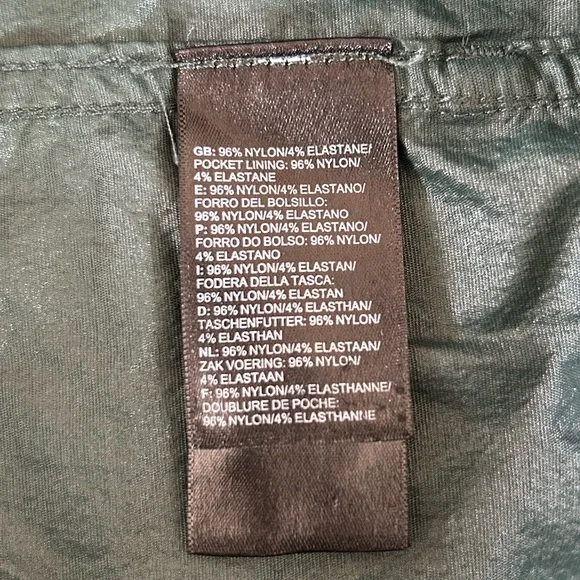 GB: 96% NYLON/4% ELASTANE/
POCKET LINING: 96% NYLON/
4% ELASTANE
E: 96% NYLON/4% ELASTANO/
FORRO DEL BOLSILLO:
96% NYLON/4% ELASTANO
P: 96% NYLON/4% ELASTANO/
FORRO DO BOLSO: 96% NYLON/
4% ELASTANO
I: 96% NYLON/4% ELASTAN/
FODERA DELLA TASCA:
96% NYLON/4% ELASTAN
D: 96% NYLON/4% ELASTHAN/
TASCHENFUTTER: 96% NYLON/
4% ELASTHAN
NL: 96% NYLON/4% ELASTAAN/
ZAK VOERING: 96% NYLON/
4% ELASTAAN
F: 96% NYLON/4% ELASTHANNE/
DOUBLURE DE POCHE:
96% NYLON/4% ELASTHANNE